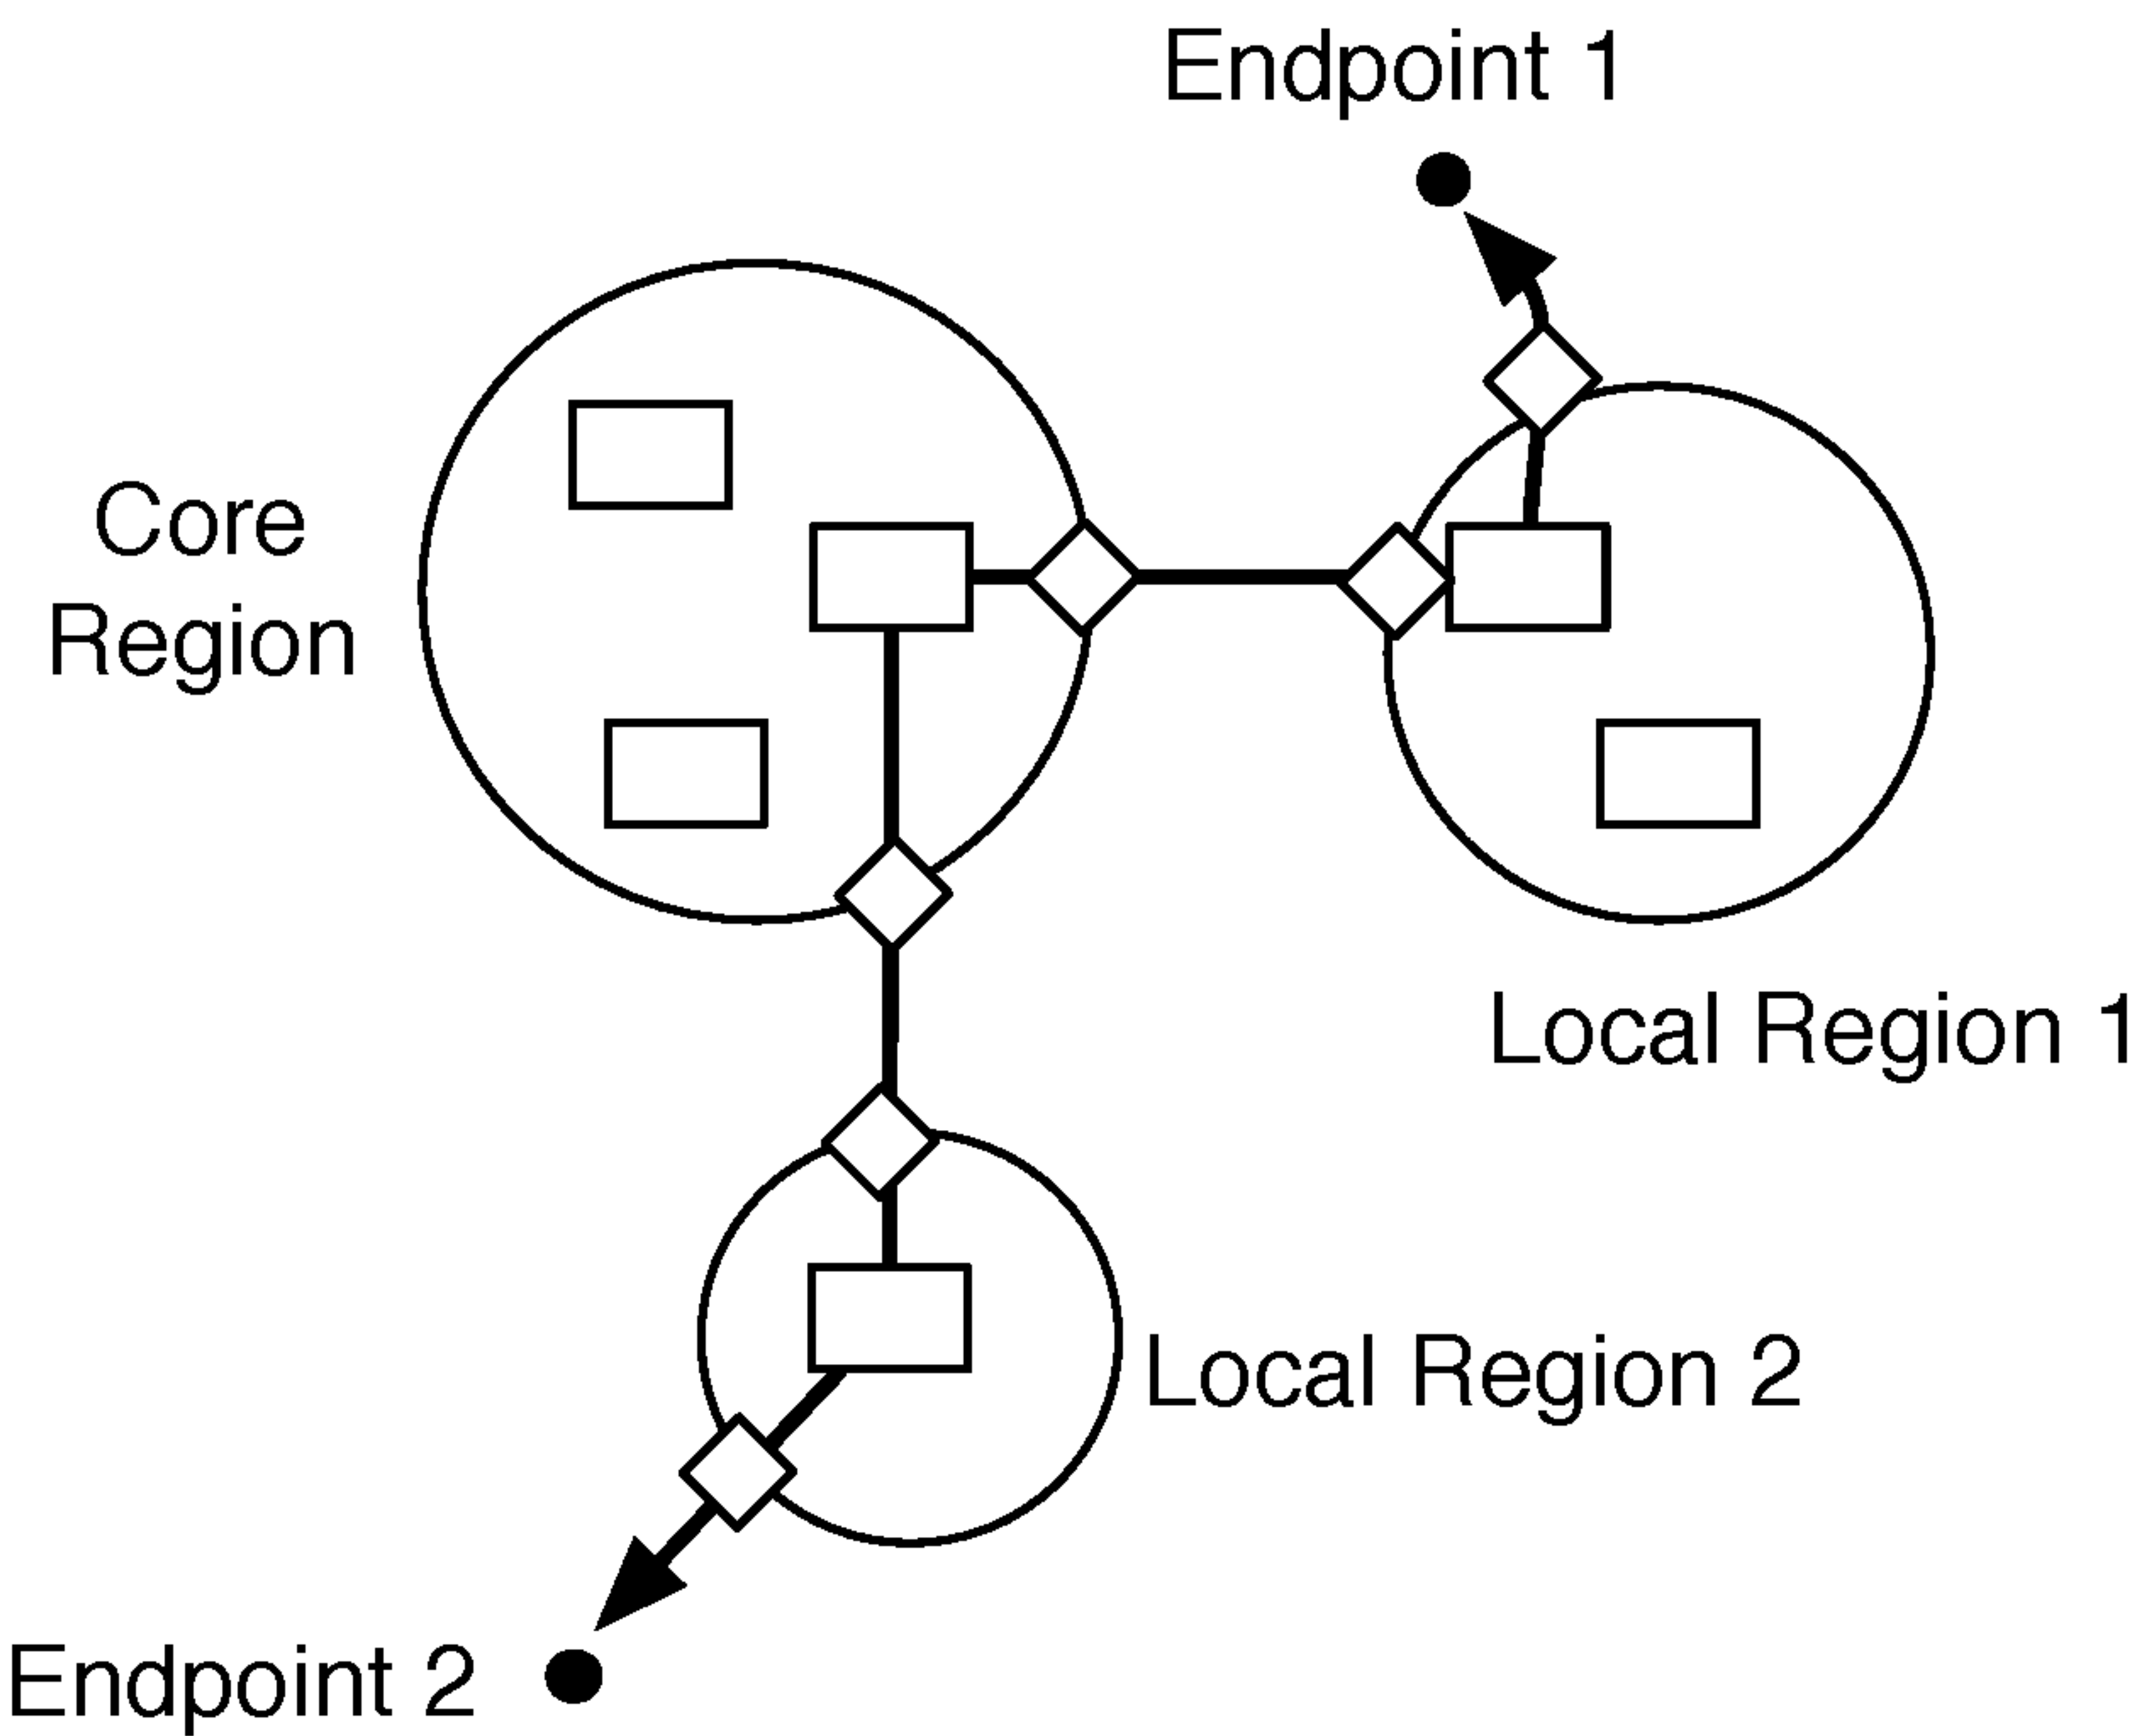 Endpoint 1
Core
Region
Local Region 1
Local Region 2
Endpoint 2